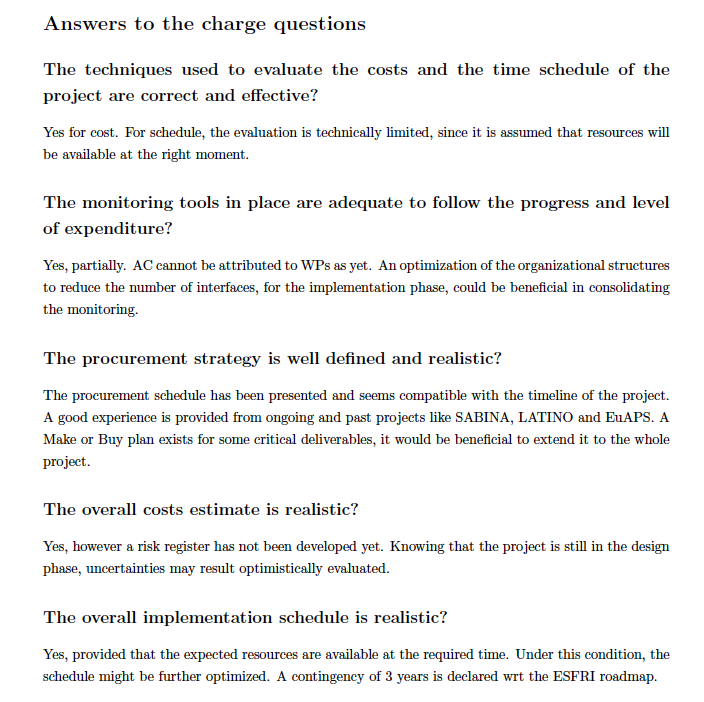 Answers to the charge questions
The techniques used to evaluate the costs and the time schedule of the
project are correct and effective?
Yes for cost. For schedule, the evaluation is technically limited, since it is assumed that resources will
be available at the right moment.
The monitoring tools in place are adequate to follow the progress and level
of expenditure?
Yes, partially. AC cannot be attributed to WPs as yet. An optimization of the organizational structures
to reduce the number of interfaces, for the implementation phase, could be beneficial in consolidating
the monitoring.
The procurement strategy is well defined and realistic?
The procurement schedule has been presented and seems compatible with the timeline of the project.
A good experience is provided from ongoing and past projects like SABINA, LATINO and EuAPS. A
Make or Buy plan exists for some critical deliverables, it would be beneficial to extend it to the whole
project.
The overall costs estimate is realistic?
Yes, however a risk register has not been developed yet. Knowing that the project is still in the design
phase, uncertainties may result optimistically evaluated.
The overall implementation schedule is realistic?
Yes, provided that the expected resources are available at the required time. Under this condition, the
schedule might be further optimized. A contingency of 3 years is declared wrt the ESFRI roadmap.